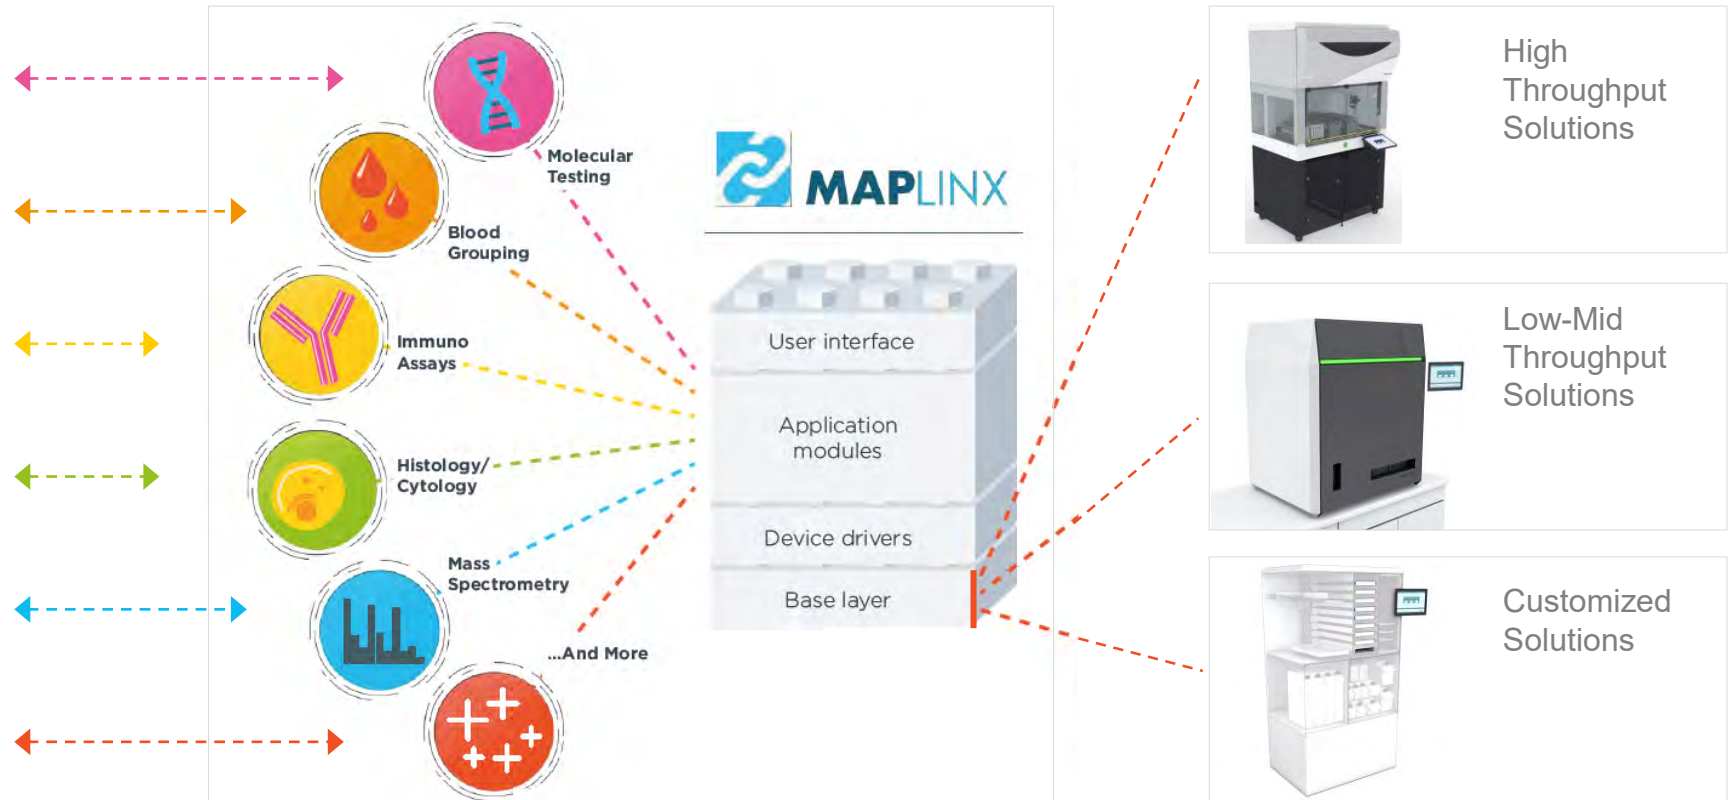 Molecular
Testing
Blood
Grouping
Immuno
Assays
Histology/
Cytology
Mass
Spectrometry
...And More
MAPLINX
User interface
Application
modules
Device drivers
Base layer
High
Throughput
Solutions
Low-Mid
Throughput
Solutions
Customized
Solutions